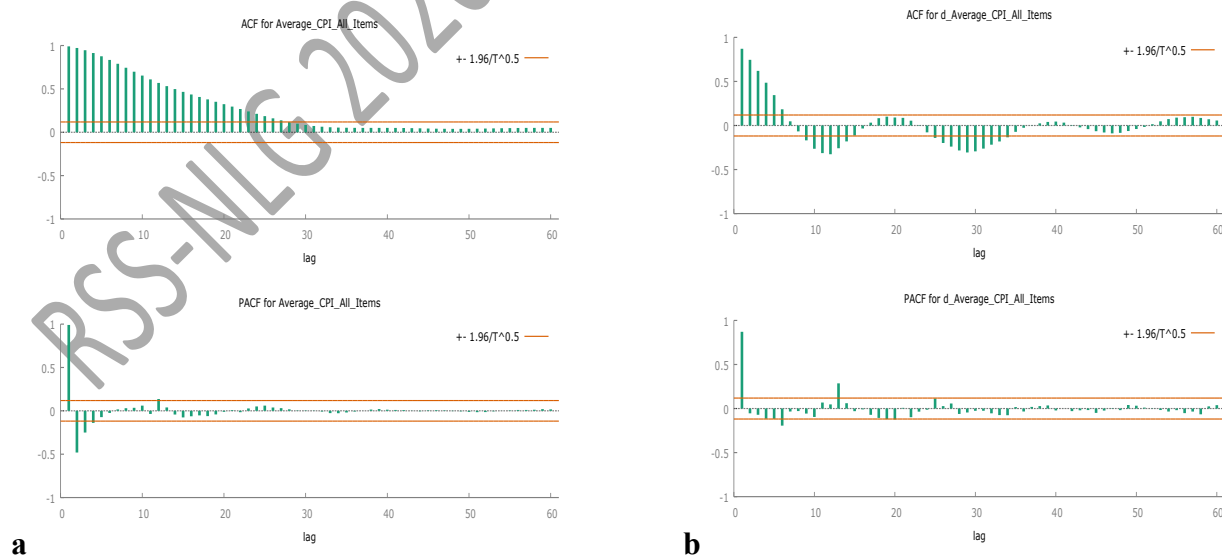 ACF for Average_CPI_All_Items
+- 1.96/T^0.5
1
0.5
0
-0.5
-1
0 10 20 30 40 50 60
lag
PACF for Average_CPI_All_Items
+- 1.96/T^0.5
1
0.5
0
-0.5
-1
0 10 20 30 40 50 60
lag
a
ACF for d_Average_CPI_All_Items
+- 1.96/T^0.5
1
0.5
0
-0.5
-1
0 10 20 30 40 50 60
lag
PACF for d_Average_CPI_All_Items
+- 1.96/T^0.5
1
0.5
0
-0.5
-1
0 10 20 30 40 50 60
lag
b